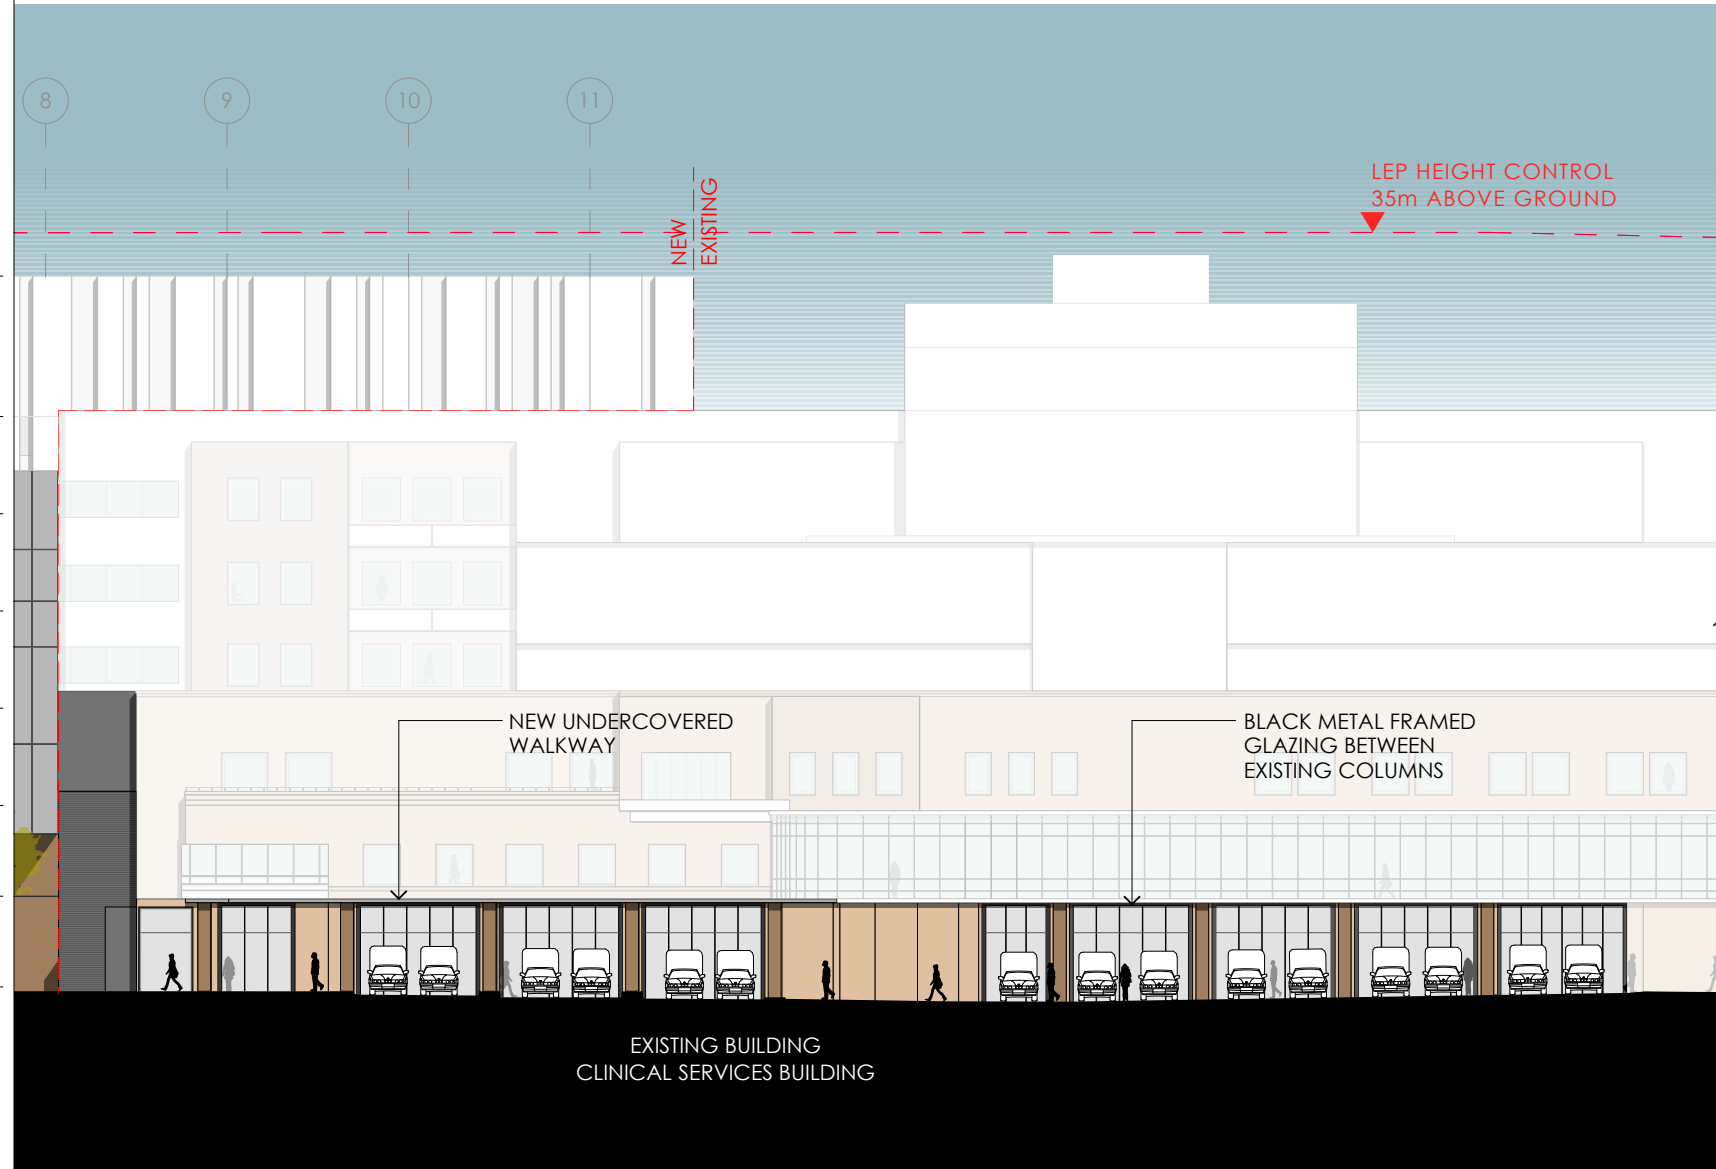 8
9
10
11
LEP HEIGHT CONTROL
35m ABOVE GROUND
NEW
EXISTING
NEW UNDERCOVERED
WALKWAY
BLACK METAL FRAMED
GLAZING BETWEEN
EXISTING COLUMNS
EXISTING BUILDING
CLINICAL SERVICES BUILDING